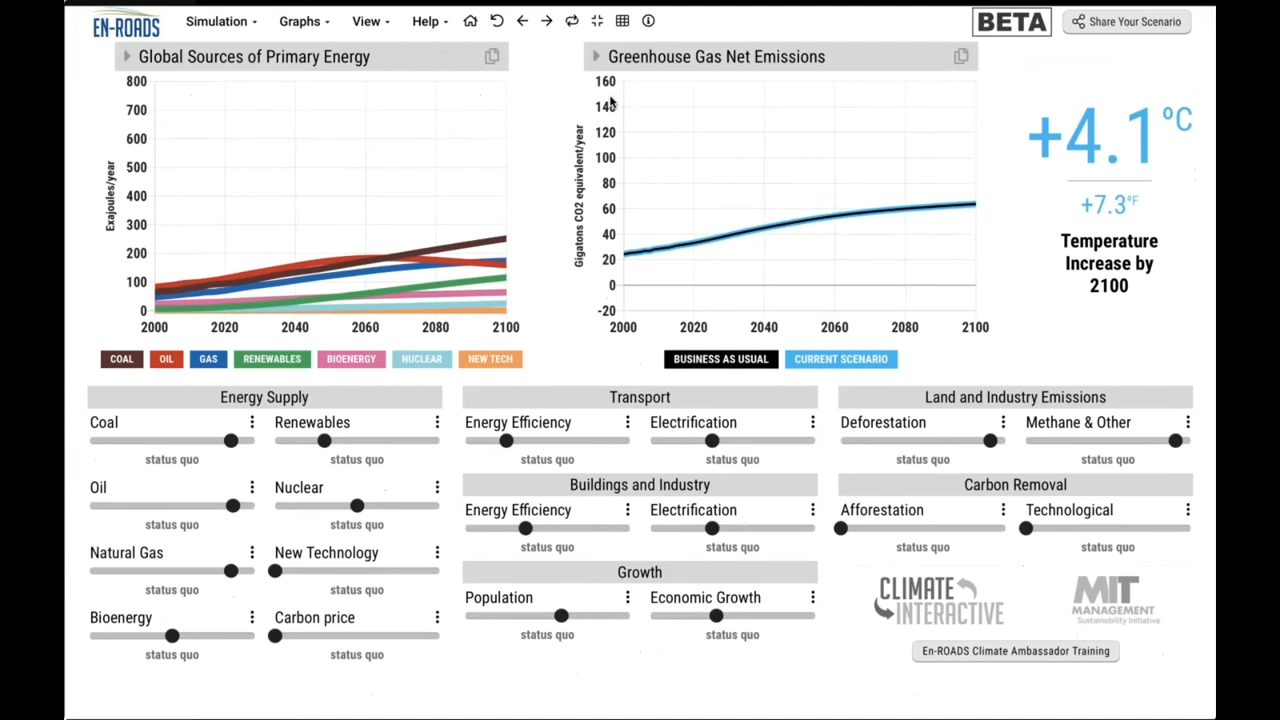 EN-ROADS
Simulation
Graphs
View
Help
BETA
Share Your Scenario
Global Sources of Primary Energy
Exajoules/year
800
700
600
500
400
300
200
100
0
2000 2020 2040 2060 2080 2100
COAL OIL GAS RENEWABLES BIOENERGY NUCLEAR NEW TECH
Greenhouse Gas Net Emissions
Gigatons CO2 equivalent/year
160
140
120
100
80
60
40
20
0
-20
2000 2020 2040 2060 2080 2100
BUSINESS AS USUAL CURRENT SCENARIO
+4.1 ºC
+7.3 °F
Temperature
Increase by
2100
Energy Supply
Coal Renewables
status quo status quo
Oil Nuclear
status quo status quo
Natural Gas New Technology
status quo status quo
Bioenergy Carbon price
status quo status quo
Transport
Energy Efficiency Electrification
status quo status quo
Buildings and Industry
Energy Efficiency Electrification
status quo status quo
Growth
Population Economic Growth
status quo status quo
Land and Industry Emissions
Deforestation Methane & Other
status quo status quo
Carbon Removal
Afforestation Technological
status quo status quo
CLIMATE
INTERACTIVE
MIT
MANAGEMENT
Sustainability Initiative
En-ROADS Climate Ambassador Training